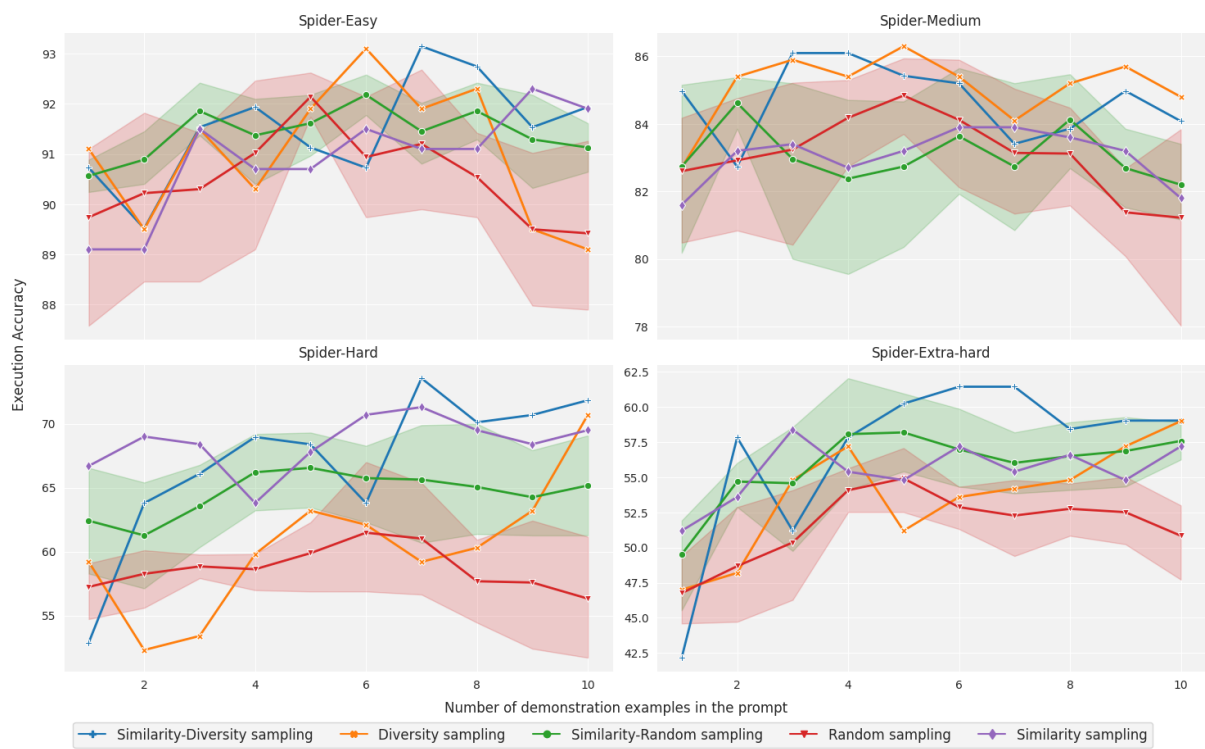 Spider-Easy
Spider-Medium
93
92
91
90
89
88
86
84
82
80
78
Execution Accuracy
Spider-Hard
Spider-Extra-hard
70
65
60
55
62.5
60.0
57.5
55.0
52.5
50.0
47.5
45.0
42.5
2 4 6 8 10
2 4 6 8 10
Number of demonstration examples in the prompt
Similarity-Diversity sampling Diversity sampling Similarity-Random sampling Random sampling Similarity sampling